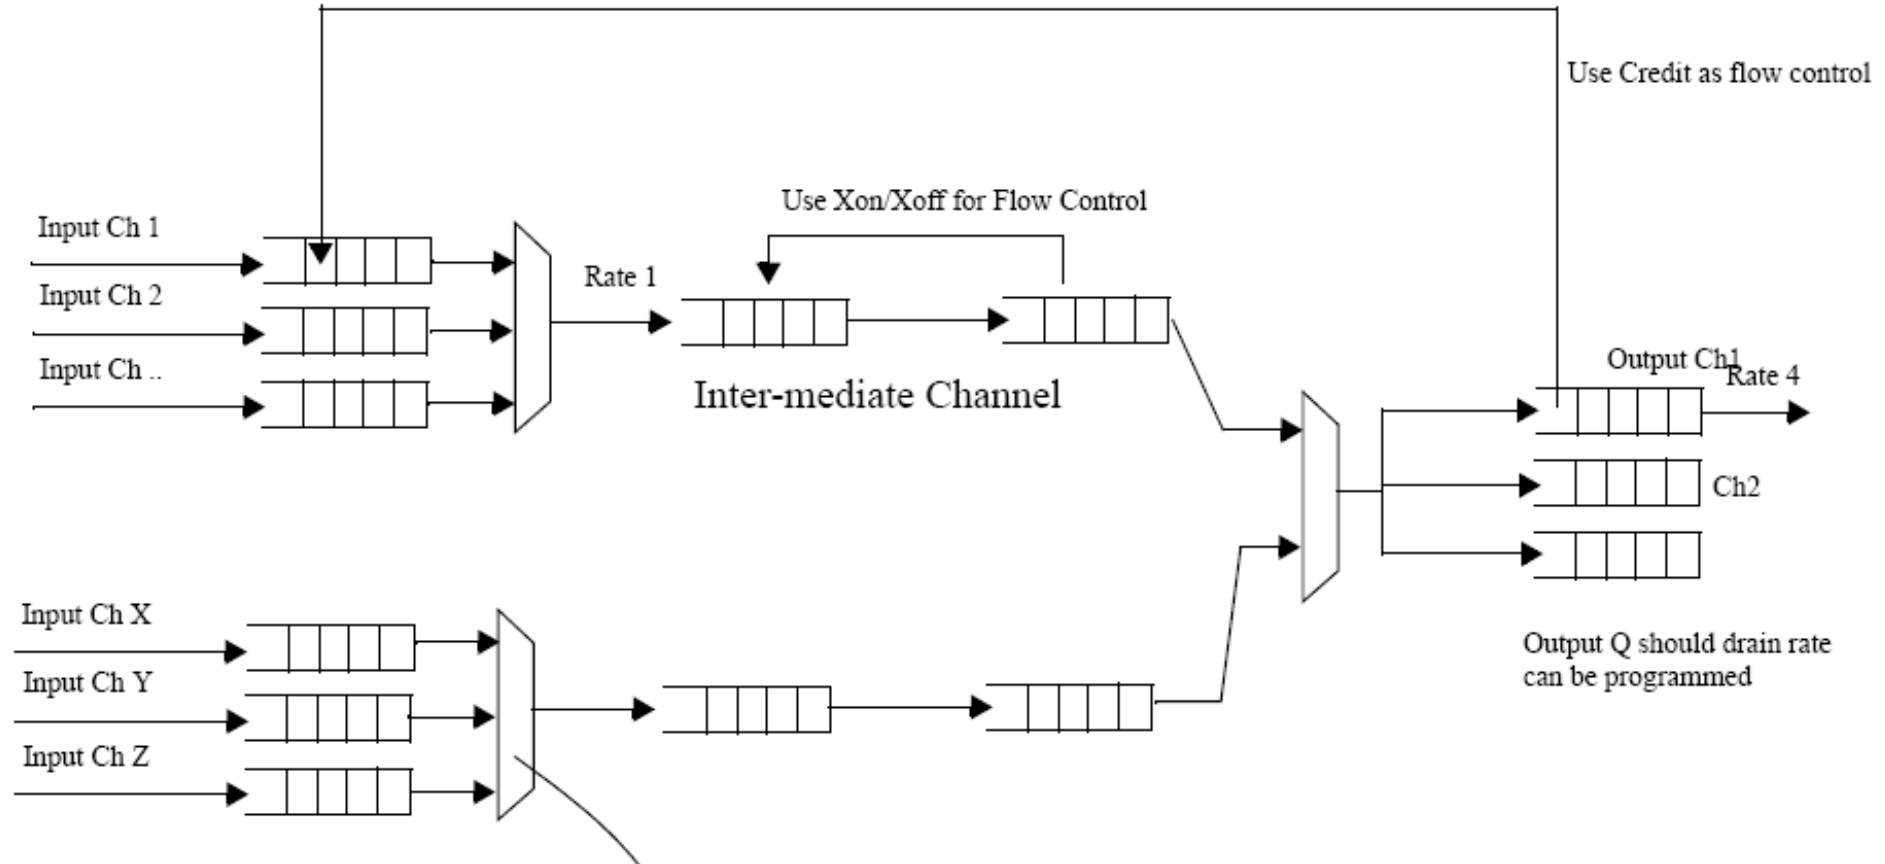 Use Credit as flow control
Use Xon/Xoff for Flow Control
Input Ch 1
Rate 1
Input Ch 2
Input Ch ..
Inter-mediate Channel
Output Ch1
Rate 4
Ch2
Input Ch X
Output Q should drain rate
can be programmed
Input Ch Y
Input Ch Z